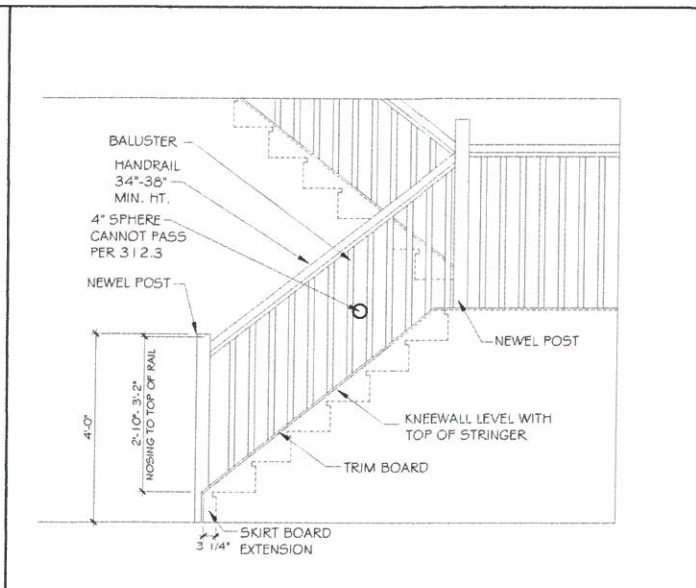 BALUSTER
HANDRAIL
34"-38"
MIN. HT.
4" SPHERE
CANNOT PASS
PER 312.3
NEWEL POST
4'-0"
2'-10"- 3'-2"
NOSING TO TOP OF RAIL
NEWEL POST
KNEEWALL LEVEL WITH
TOP OF STRINGER
TRIM BOARD
3 1/4"
SKIRT BOARD
EXTENSION